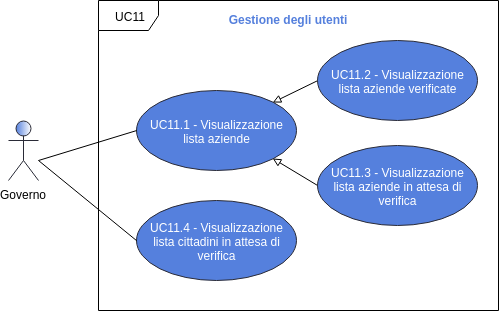 UC11
Gestione degli utenti
UC11.2 - Visualizzazione
lista aziende verificate
UC11.1 - Visualizzazione
lista aziende
UC11.3 - Visualizzazione
lista aziende in attesa di
verifica
Governo
UC11.4 - Visualizzazione
lista cittadini in attesa di
verifica